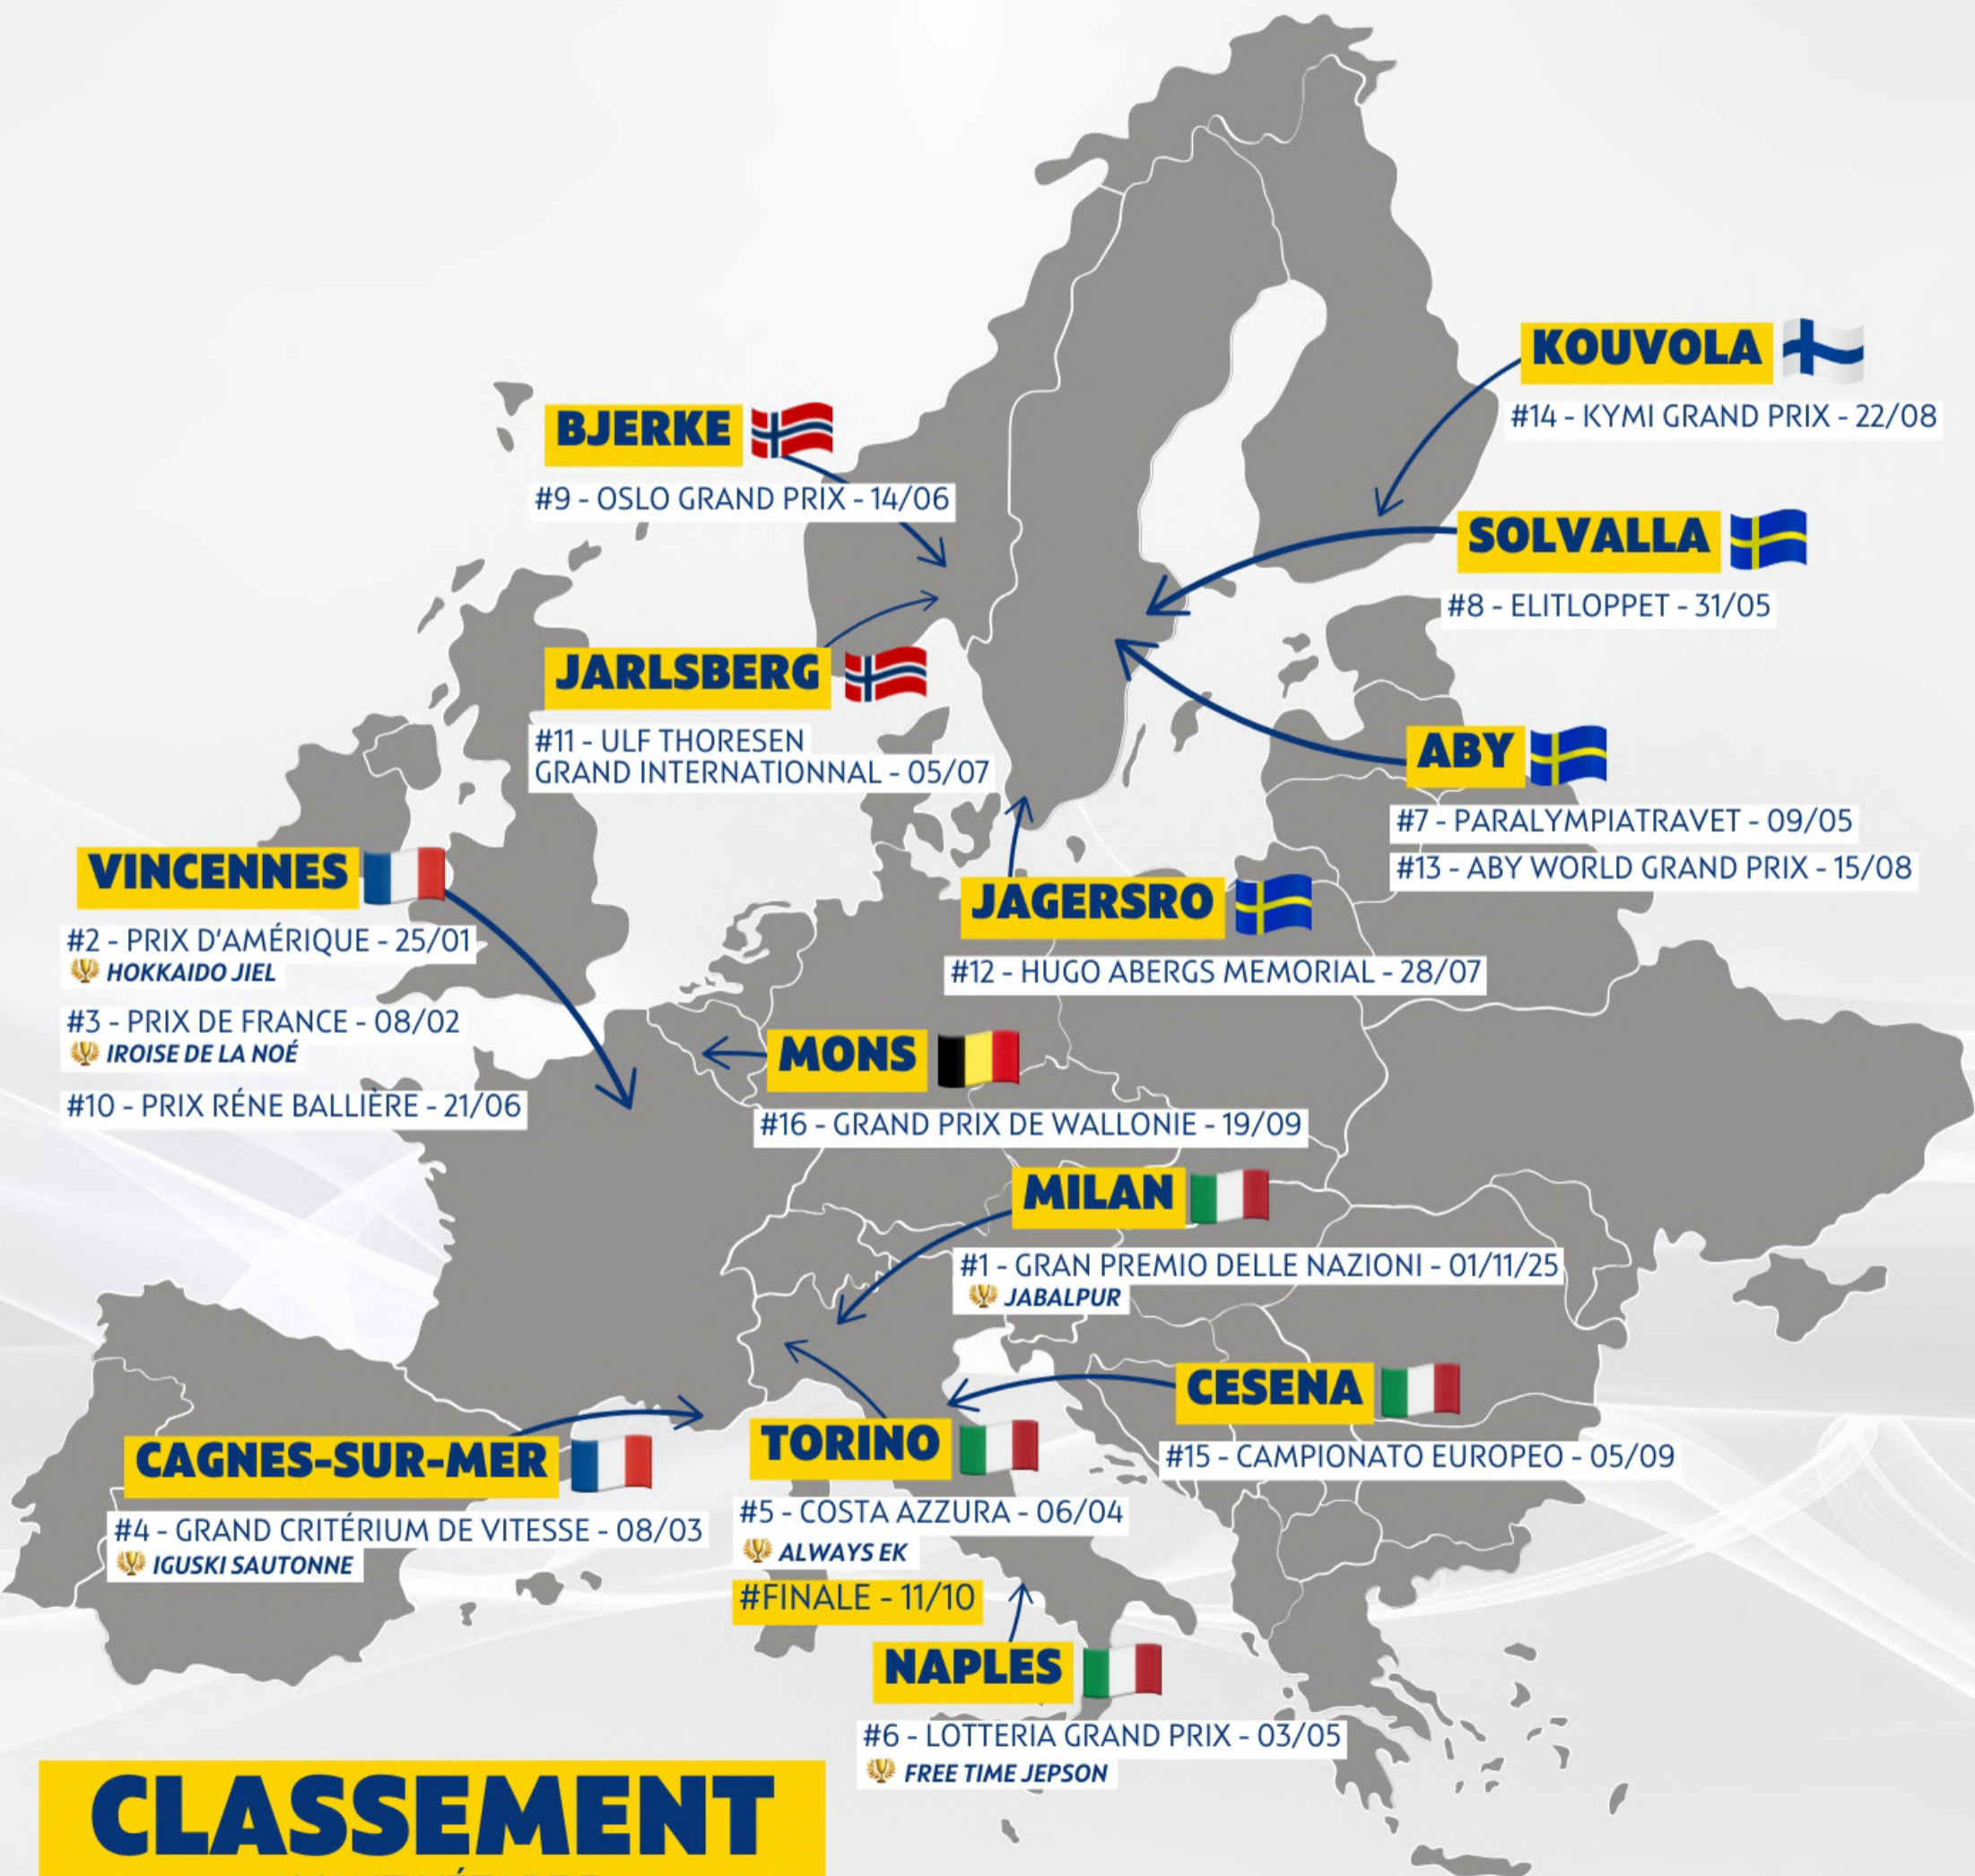 KOUVOLA
#14 - KYMI GRAND PRIX - 22/08
BJERKE
#9 - OSLO GRAND PRIX - 14/06
SOLVALLA
#8 - ELITLOPPET - 31/05
JARLSBERG
#11 - ULF THORESEN
GRAND INTERNATIONNAL - 05/07
ABY
#7 - PARALYMPIATRAVET - 09/05
#13 - ABY WORLD GRAND PRIX - 15/08
VINCENNES
#2 - PRIX D'AMÉRIQUE - 25/01
HOKKAIDO JIEL
#3 - PRIX DE FRANCE - 08/02
IROISE DE LA NOÉ
#10 - PRIX RÉNE BALLIÈRE - 21/06
JAGERSRO
#12 - HUGO ABERGS MEMORIAL - 28/07
MONS
#16 - GRAND PRIX DE WALLONIE - 19/09
MILAN
#1 - GRAN PREMIO DELLE NAZIONI - 01/11/25
JABALPUR
CESENA
#15 - CAMPIONATO EUROPEO - 05/09
CAGNES-SUR-MER
#4 - GRAND CRITÉRIUM DE VITESSE - 08/03
IGUSKI SAUTONNE
TORINO
#5 - COSTA AZZURA - 06/04
ALWAYS EK
#FINALE - 11/10
NAPLES
#6 - LOTTERIA GRAND PRIX - 03/05
FREE TIME JEPSON
CLASSEMENT